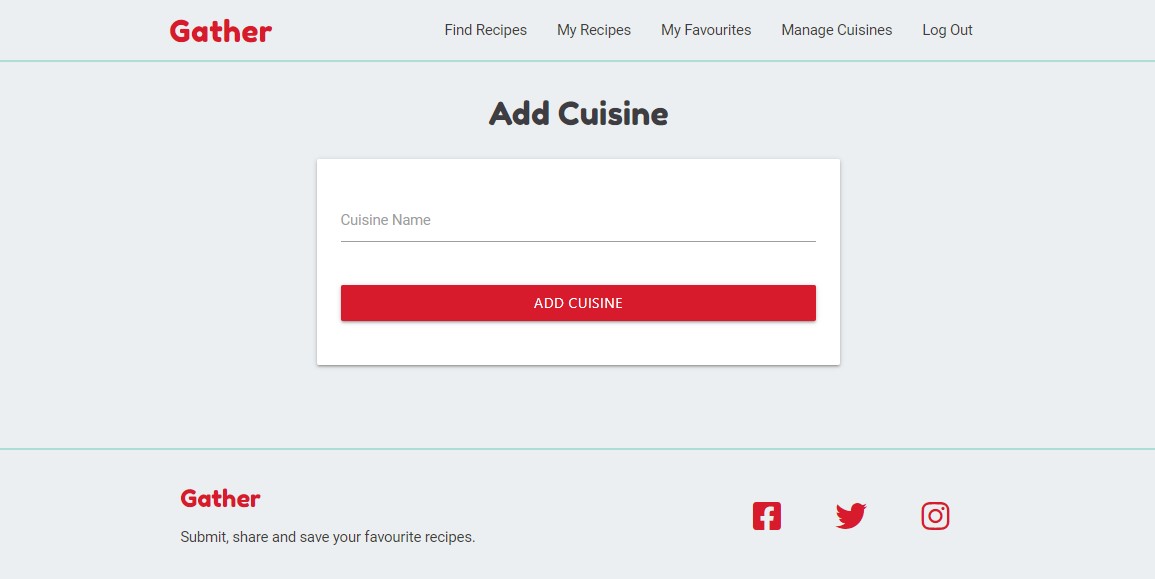 Gather
Find Recipes My Recipes My Favourites Manage Cuisines Log Out
Add Cuisine
Cuisine Name
ADD CUISINE
Gather
Submit, share and save your favourite recipes.